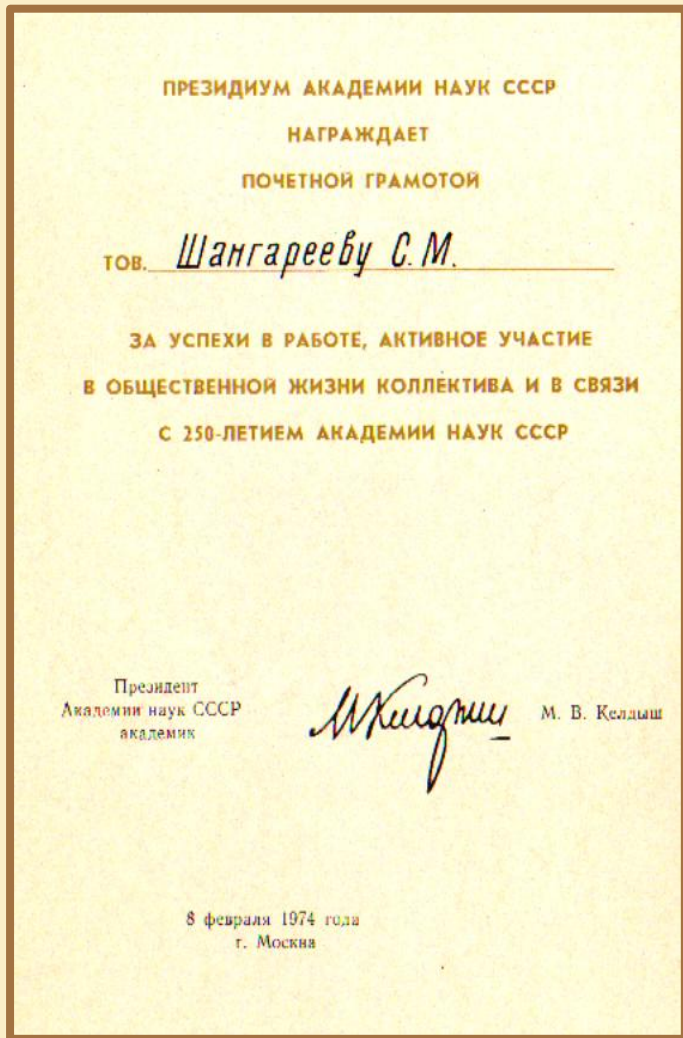 ПРЕЗИДИУМ АКАДЕМИИ НАУК СССР
НАГРАЖДАЕТ
ПОЧЕТНОЙ ГРАМОТОЙ
ТОВ. Шангарееву С.М.
ЗА УСПЕХИ В РАБОТЕ, АКТИВНОЕ УЧАСТИЕ
В ОБЩЕСТВЕННОЙ ЖИЗНИ КОЛЛЕКТИВА И В СВЯЗИ
С 250-ЛЕТИЕМ АКАДЕМИИ НАУК СССР
Президент
Академии наук СССР
академик
МКелдыш
М. В. Келдыш
8 февраля 1974 года
г. Москва